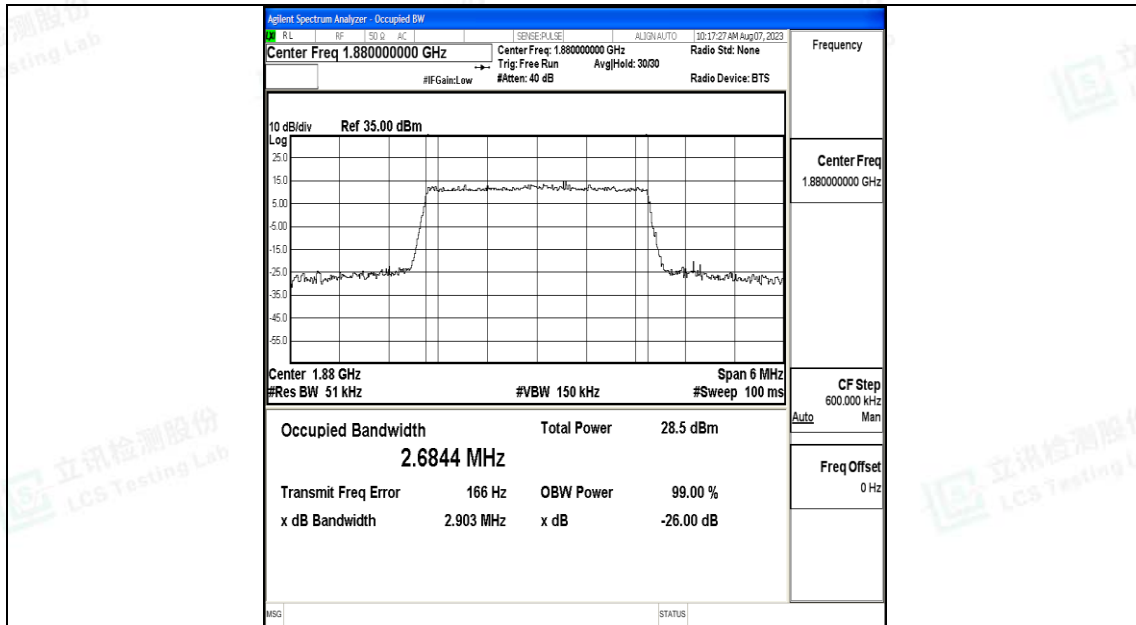 Agilent Spectrum Analyzer - Occupied BW
LXI RL RF 50 Ω AC SENSE:PULSE ALIGN AUTO 10:17:27 AM Aug 07, 2023
Center Freq 1.880000000 GHz
Center Freq: 1.880000000 GHz Radio Std: None
Trig: Free Run Avg|Hold: 30/30
#IFGain:Low #Atten: 40 dB Radio Device: BTS
10 dB/div Ref 35.00 dBm
Log
25.0
15.0
5.00
-5.00
-15.0
-25.0
-35.0
-45.0
-55.0
Center 1.88 GHz Span 6 MHz
#Res BW 51 kHz #VBW 150 kHz #Sweep 100 ms
Occupied Bandwidth Total Power 28.5 dBm
2.6844 MHz
Transmit Freq Error 166 Hz OBW Power 99.00 %
x dB Bandwidth 2.903 MHz x dB -26.00 dB
MSG STATUS
Frequency
Center Freq
1.880000000 GHz
CF Step
600.000 kHz
Auto Man
Freq Offset
0 Hz
立讯检测股份
LCS Testing Lab
立讯检测股份
LCS Testing L
测股份
sting Lab